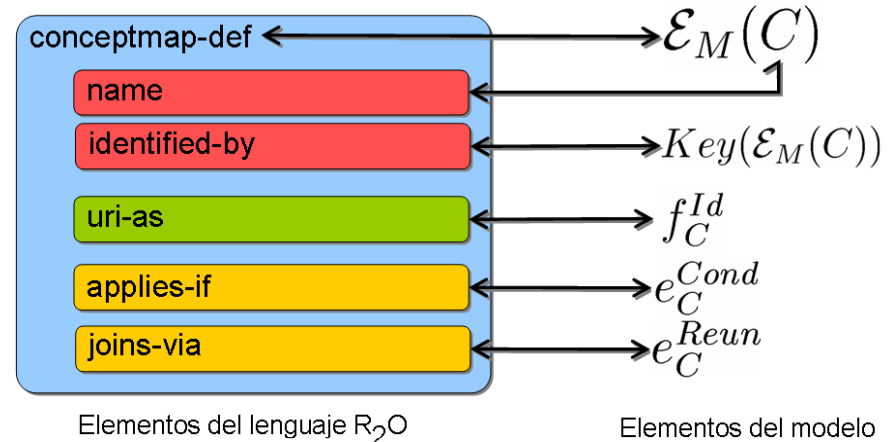 conceptmap-def ℰ_M(C)
name
identified-by Key(ℰ_M(C))
uri-as f_C^{Id}
applies-if e_C^{Cond}
joins-via e_C^{Reun}
Elementos del lenguaje R₂O Elementos del modelo